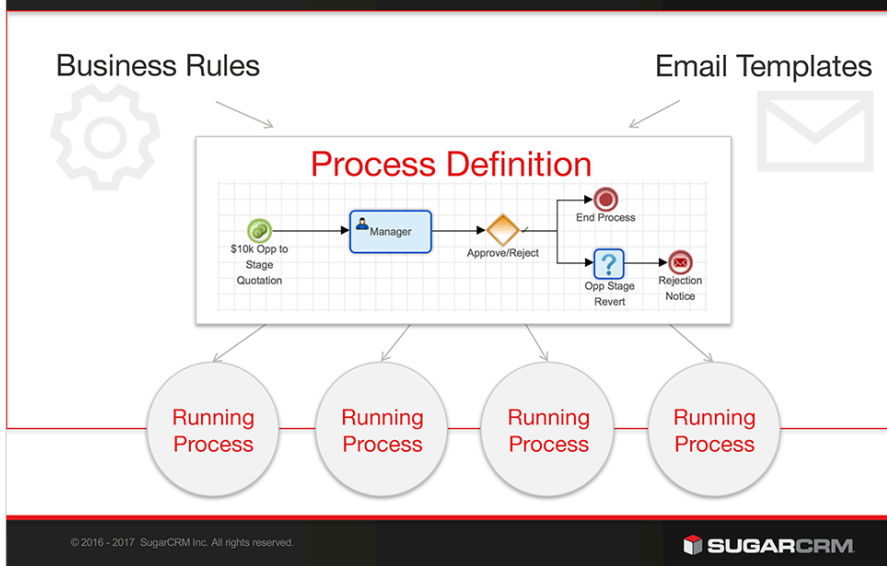 Business Rules
Email Templates
Process Definition
$10k Opp to
Stage
Quotation
Manager
Approve/Reject
End Process
Opp Stage
Revert
Rejection
Notice
Running
Process
Running
Process
Running
Process
Running
Process
© 2016 - 2017 SugarCRM Inc. All rights reserved.
SUGARCRM